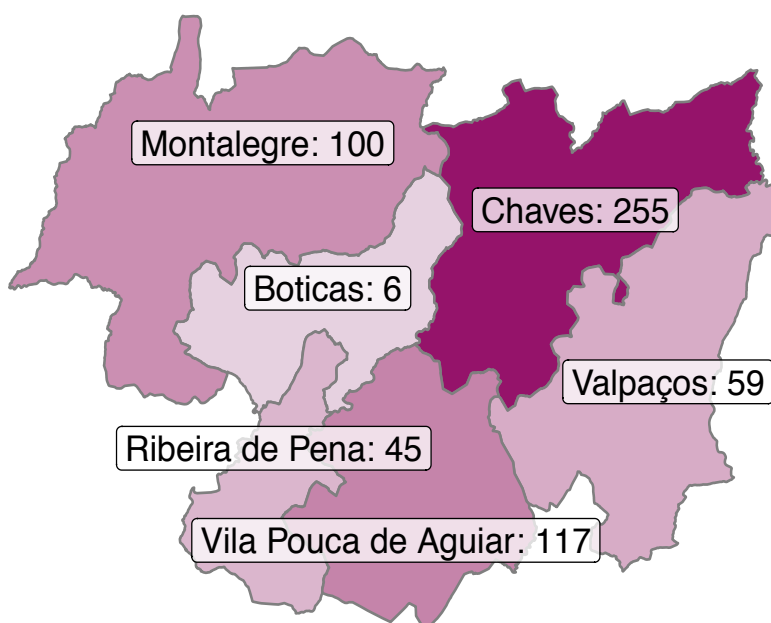 Montalegre: 100
Chaves: 255
Boticas: 6
Valpaços: 59
Ribeira de Pena: 45
Vila Pouca de Aguiar: 117